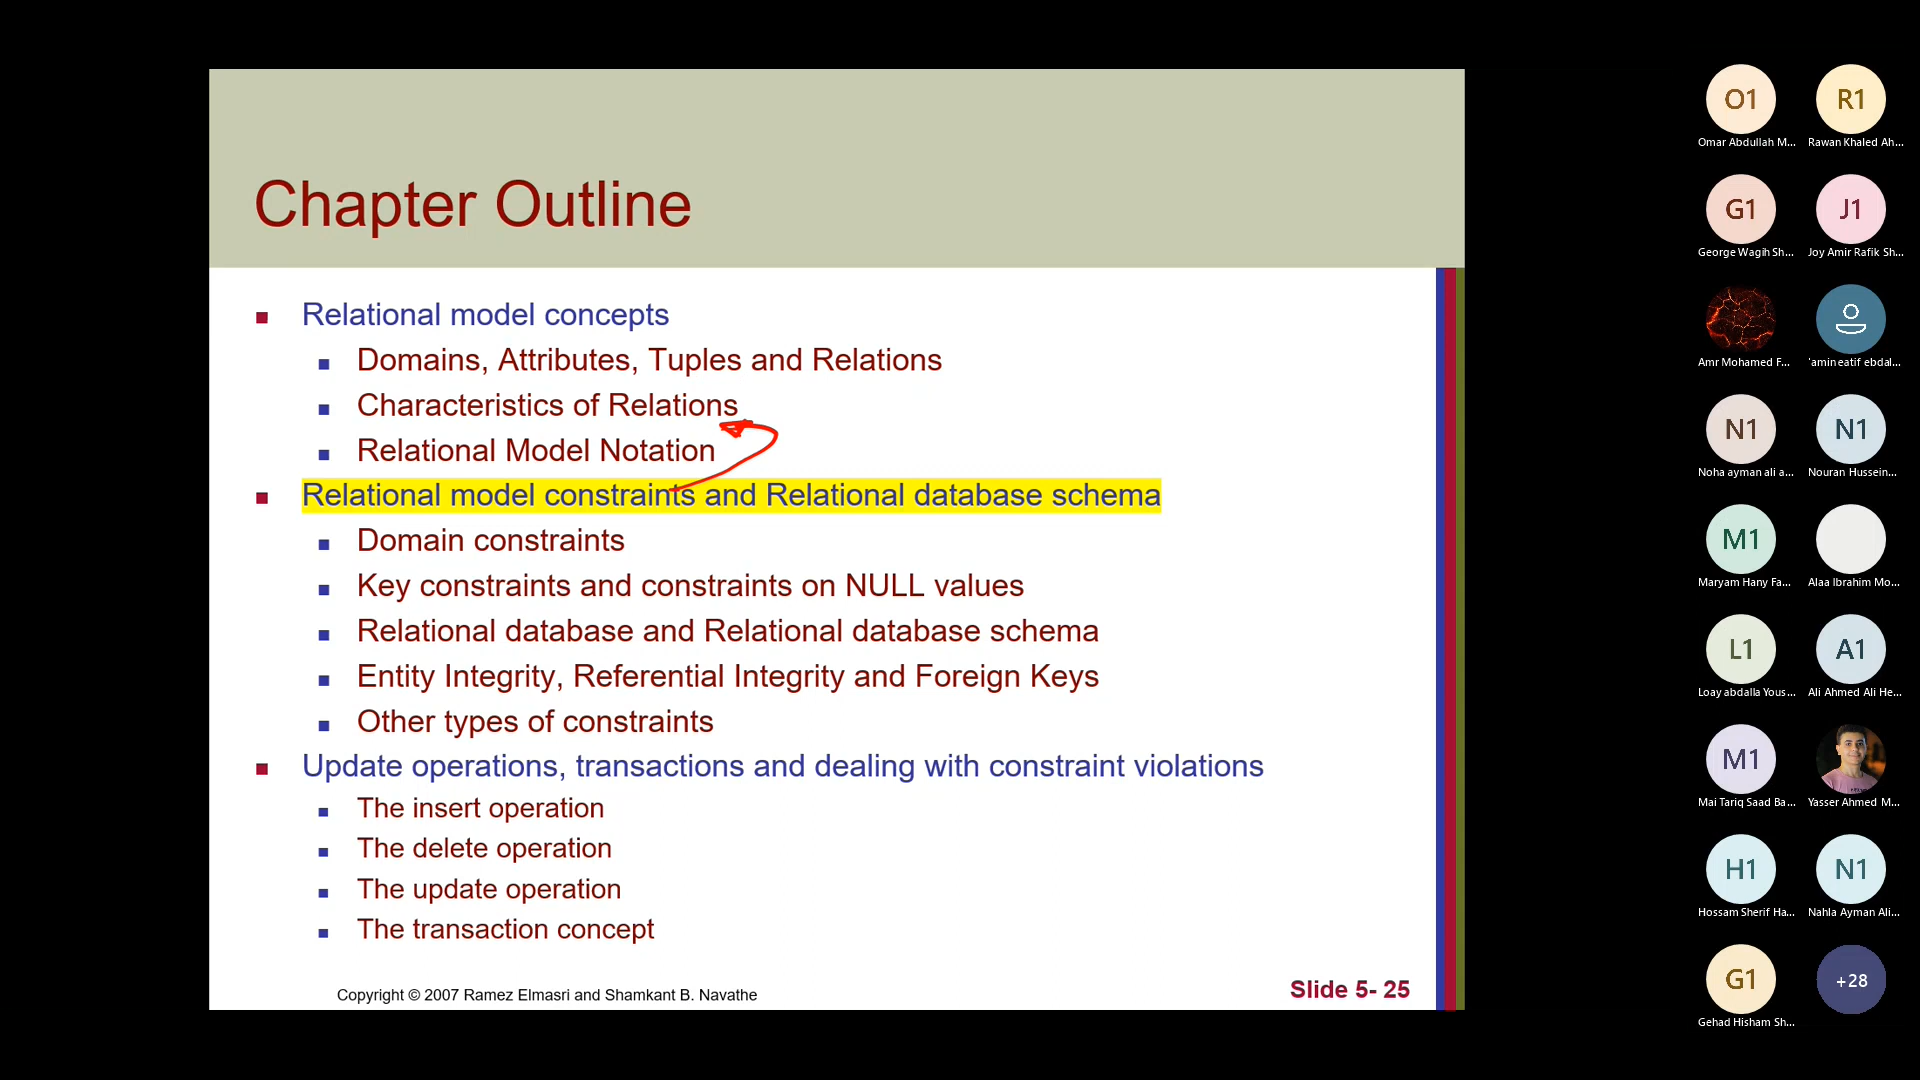 Chapter Outline
Relational model concepts
Domains, Attributes, Tuples and Relations
Characteristics of Relations
Relational Model Notation
Relational model constraints and Relational database schema
Domain constraints
Key constraints and constraints on NULL values
Relational database and Relational database schema
Entity Integrity, Referential Integrity and Foreign Keys
Other types of constraints
Update operations, transactions and dealing with constraint violations
The insert operation
The delete operation
The update operation
The transaction concept
Copyright © 2007 Ramez Elmasri and Shamkant B. Navathe
Slide 5- 25
O1 R1
Omar Abdullah M... Rawan Khaled Ah...
G1 J1
George Wagih Sh... Joy Amir Rafik Sh...
Amr Mohamed F... 'amin eatif ebdal...
N1 N1
Noha ayman ali a... Nouran Hussein...
M1
Maryam Hany Fa... Alaa Ibrahim Mo...
L1 A1
Loay abdalla Yous... Ali Ahmed Ali He...
M1
Mai Tariq Saad Ba... Yasser Ahmed M...
H1 N1
Hossam Sherif Ha... Nahla Ayman Ali...
G1 +28
Gehad Hisham Sh...